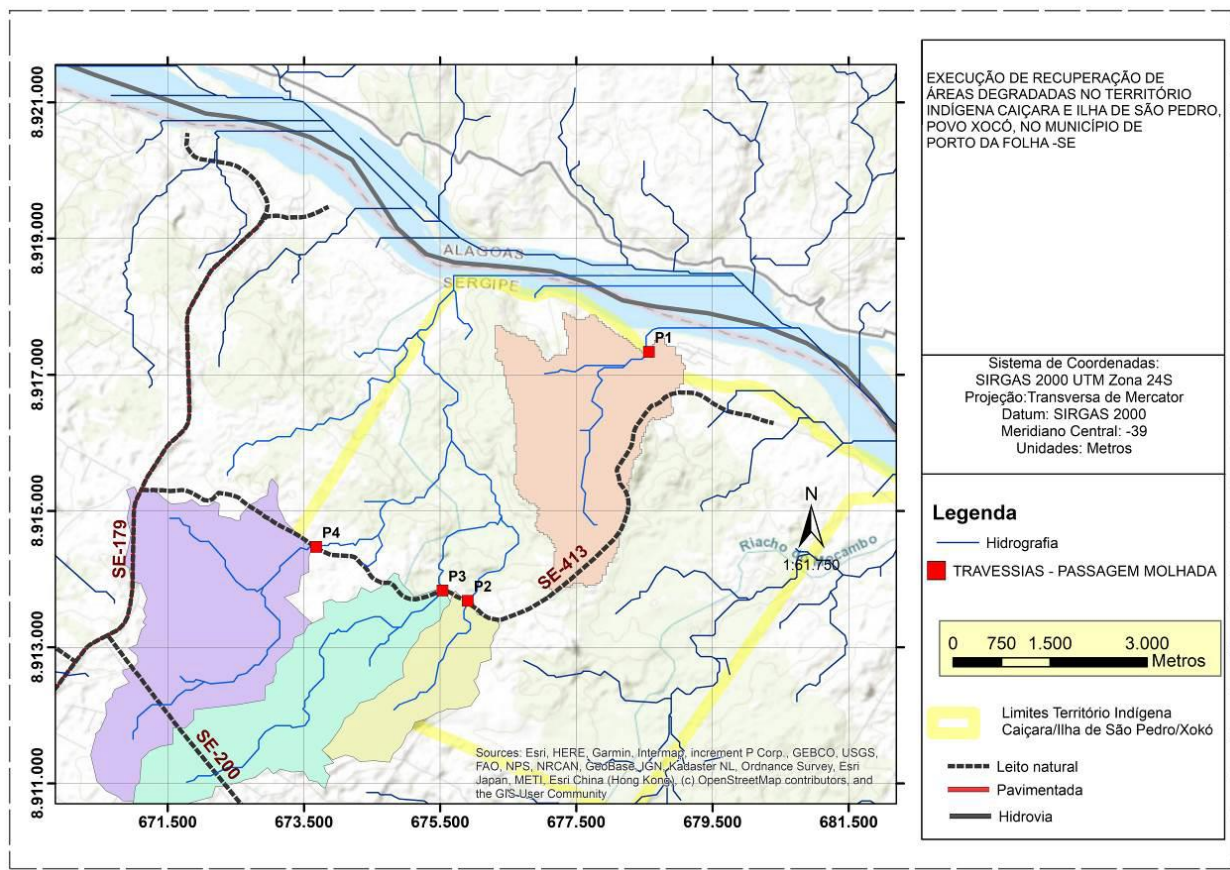 8.921.000
8.919.000
8.917.000
8.915.000
8.913.000
8.911.000
671.500
673.500
675.500
677.500
679.500
681.500
ALAGOAS
SERGIPE
P1
P4
P3
P2
SE-179
SE-413
SE-200
N
Riacho do Mocambo
1:61.750
Sources: Esri, HERE, Garmin, Intermap, increment P Corp., GEBCO, USGS,
FAO, NPS, NRCAN, GeoBase, IGN, Kadaster NL, Ordnance Survey, Esri
Japan, METI, Esri China (Hong Kong), (c) OpenStreetMap contributors, and
the GIS User Community
EXECUÇÃO DE RECUPERAÇÃO DE
ÁREAS DEGRADADAS NO TERRITÓRIO
INDÍGENA CAIÇARA E ILHA DE SÃO PEDRO,
POVO XOCÓ, NO MUNICÍPIO DE
PORTO DA FOLHA -SE
Sistema de Coordenadas:
SIRGAS 2000 UTM Zona 24S
Projeção:Transversa de Mercator
Datum: SIRGAS 2000
Meridiano Central: -39
Unidades: Metros
Legenda
Hidrografia
TRAVESSIAS - PASSAGEM MOLHADA
0 750 1.500 3.000
Metros
Limites Território Indígena
Caiçara/Ilha de São Pedro/Xokó
Leito natural
Pavimentada
Hidrovia